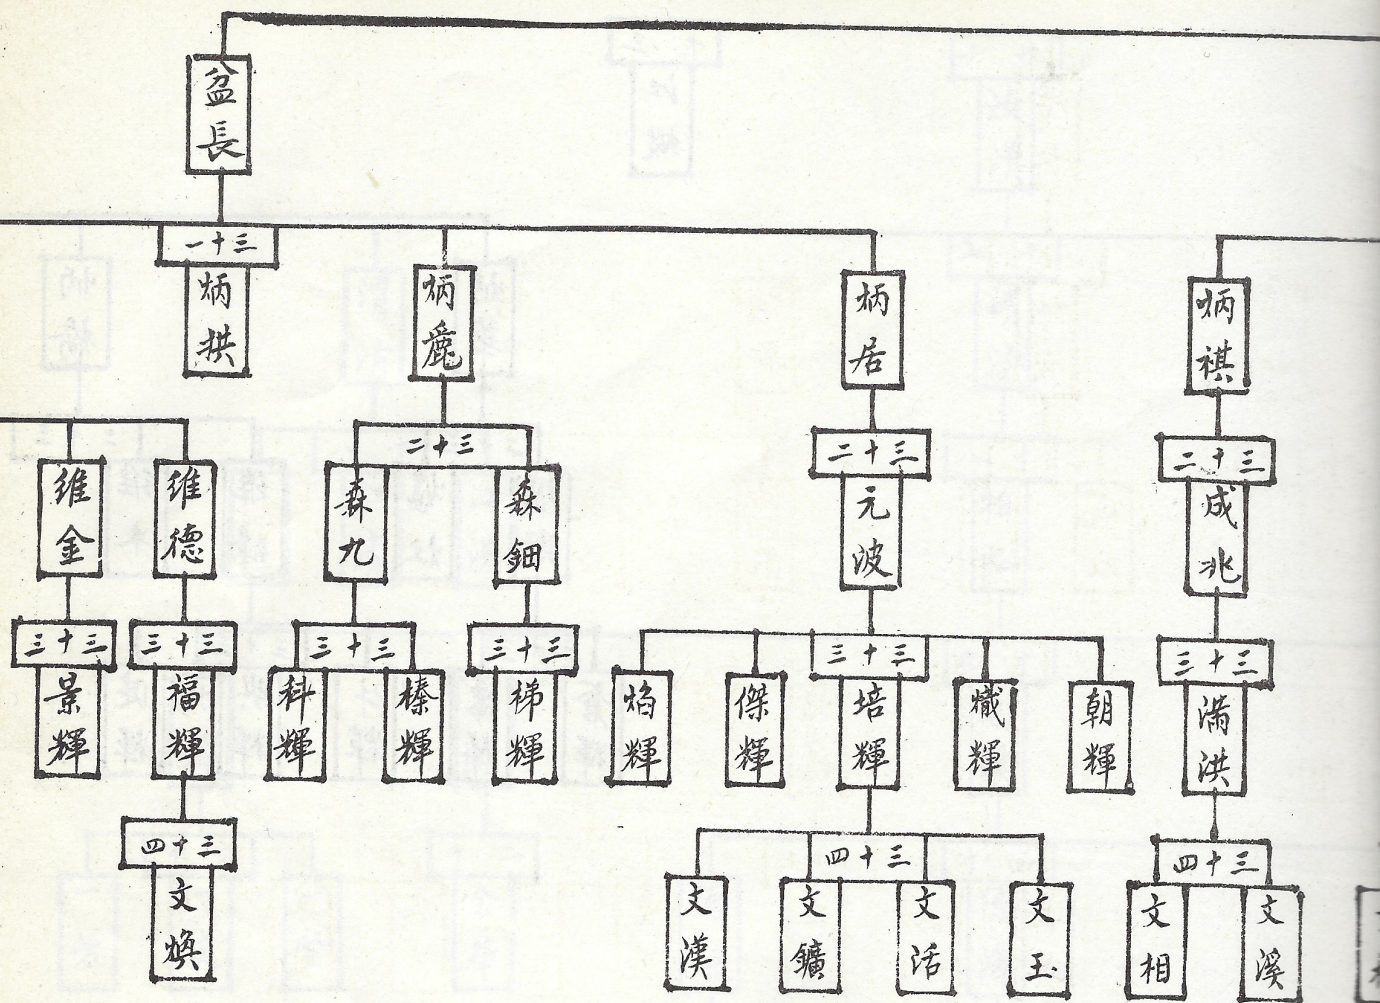 盆長
三十一
炳拱
炳麑
炳居
炳祺
三十二
三十二
三十二
維金
維德
森九
森鈿
元波
成兆
三十三
三十三
三十三
三十三
三十三
三十三
景輝
福輝
科輝
榛輝
梯輝
焰輝
傑輝
培輝
熾輝
朝輝
滿洪
三十四
三十四
三十四
文煥
文漢
文鑛
文活
文玉
文相
文溪